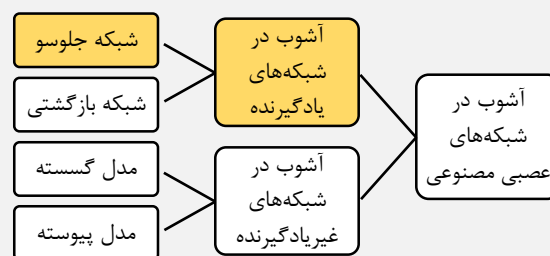 آشوب در
شبکه‌های
عصبی مصنوعی
آشوب در
شبکه‌های
یادگیرنده
شبکه جلوسو
شبکه بازگشتی
آشوب در
شبکه‌های
غیریادگیرنده
مدل گسسته
مدل پیوسته